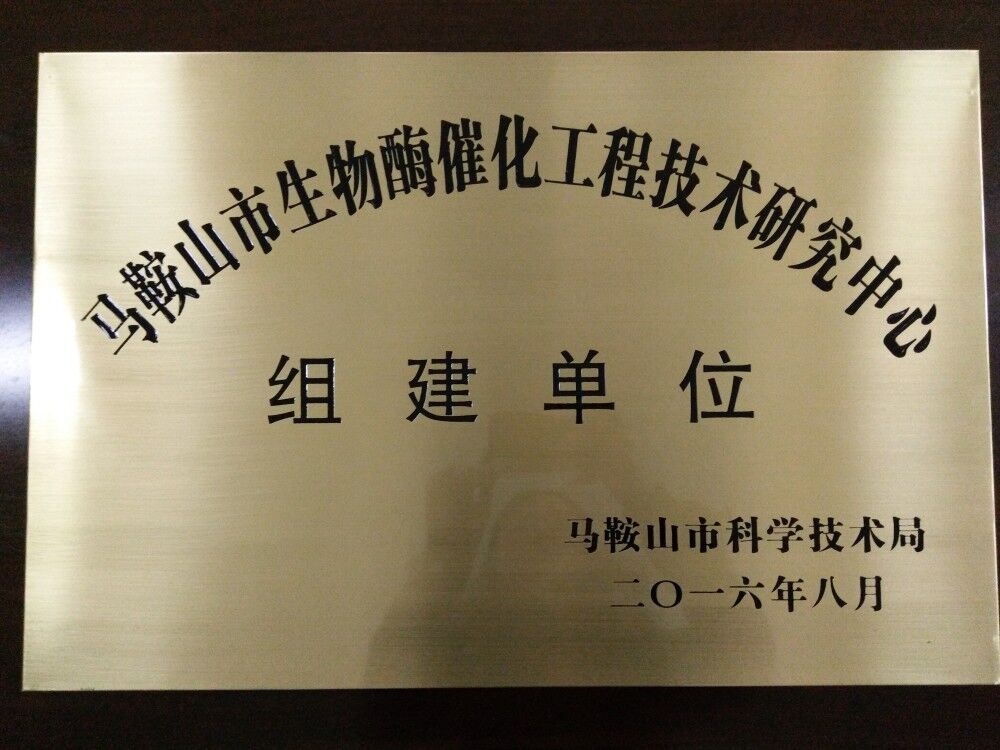 马鞍山市生物酶催化工程技术研究中心
组建单位
马鞍山市科学技术局
二〇一六年八月